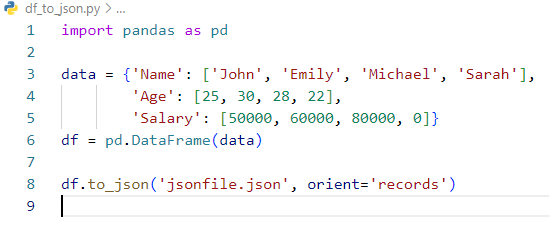 df_to_json.py > ...
1 import pandas as pd
2
3 data = {'Name': ['John', 'Emily', 'Michael', 'Sarah'],
4         'Age': [25, 30, 28, 22],
5         'Salary': [50000, 60000, 80000, 0]}
6 df = pd.DataFrame(data)
7
8 df.to_json('jsonfile.json', orient='records')
9